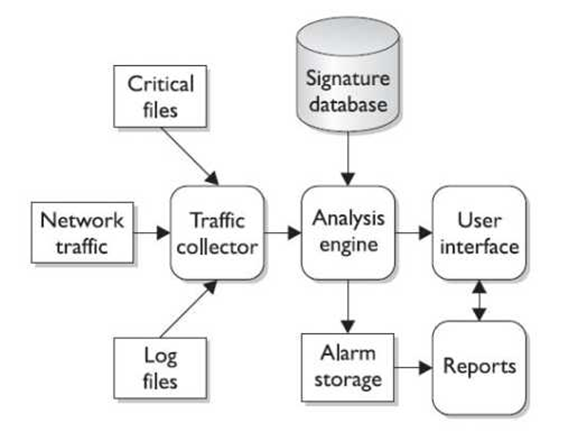 Critical
files
Signature
database
Network
traffic
Traffic
collector
Analysis
engine
User
interface
Log
files
Alarm
storage
Reports